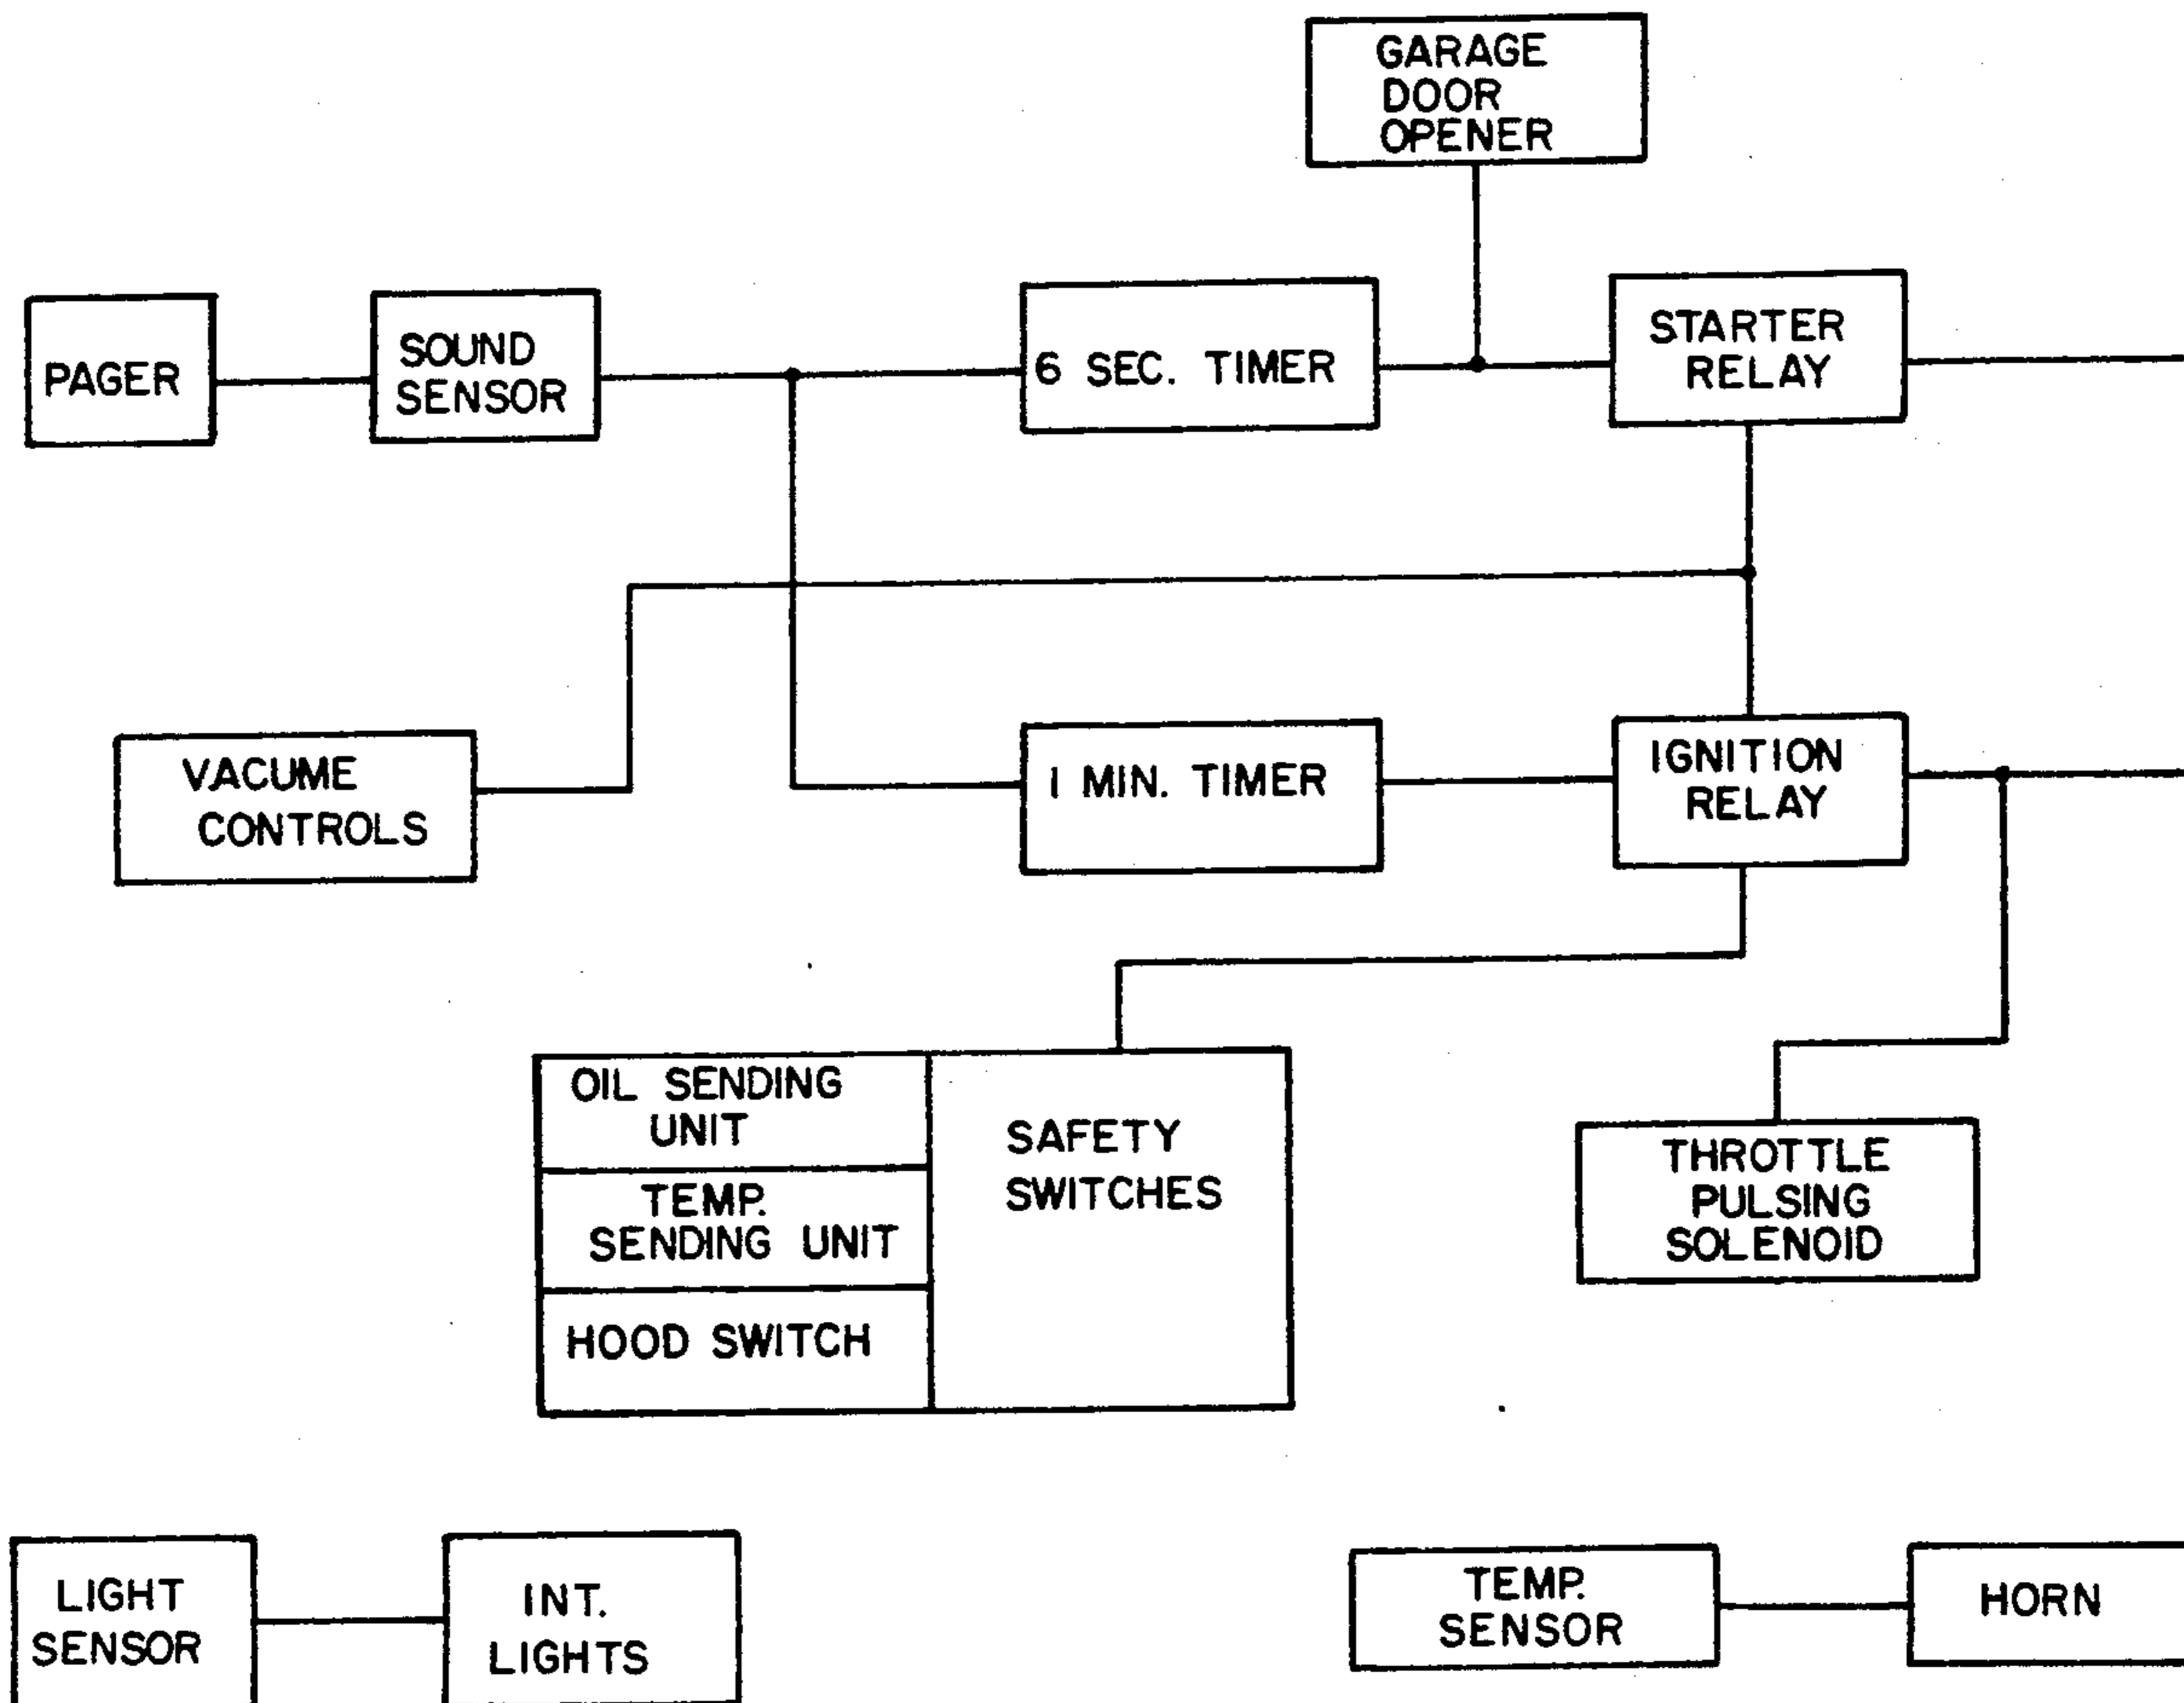 GARAGE
DOOR
OPENER
PAGER
SOUND
SENSOR
6 SEC. TIMER
STARTER
RELAY
VACUME
CONTROLS
1 MIN. TIMER
IGNITION
RELAY
OIL SENDING
UNIT
TEMP.
SENDING UNIT
HOOD SWITCH
SAFETY
SWITCHES
THROTTLE
PULSING
SOLENOID
LIGHT
SENSOR
INT.
LIGHTS
TEMP.
SENSOR
HORN